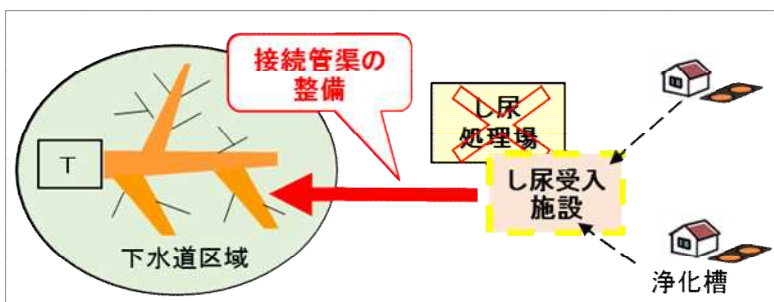 接続管渠の
整備
し尿
処理場
T
し尿受入
施設
下水道区域
浄化槽